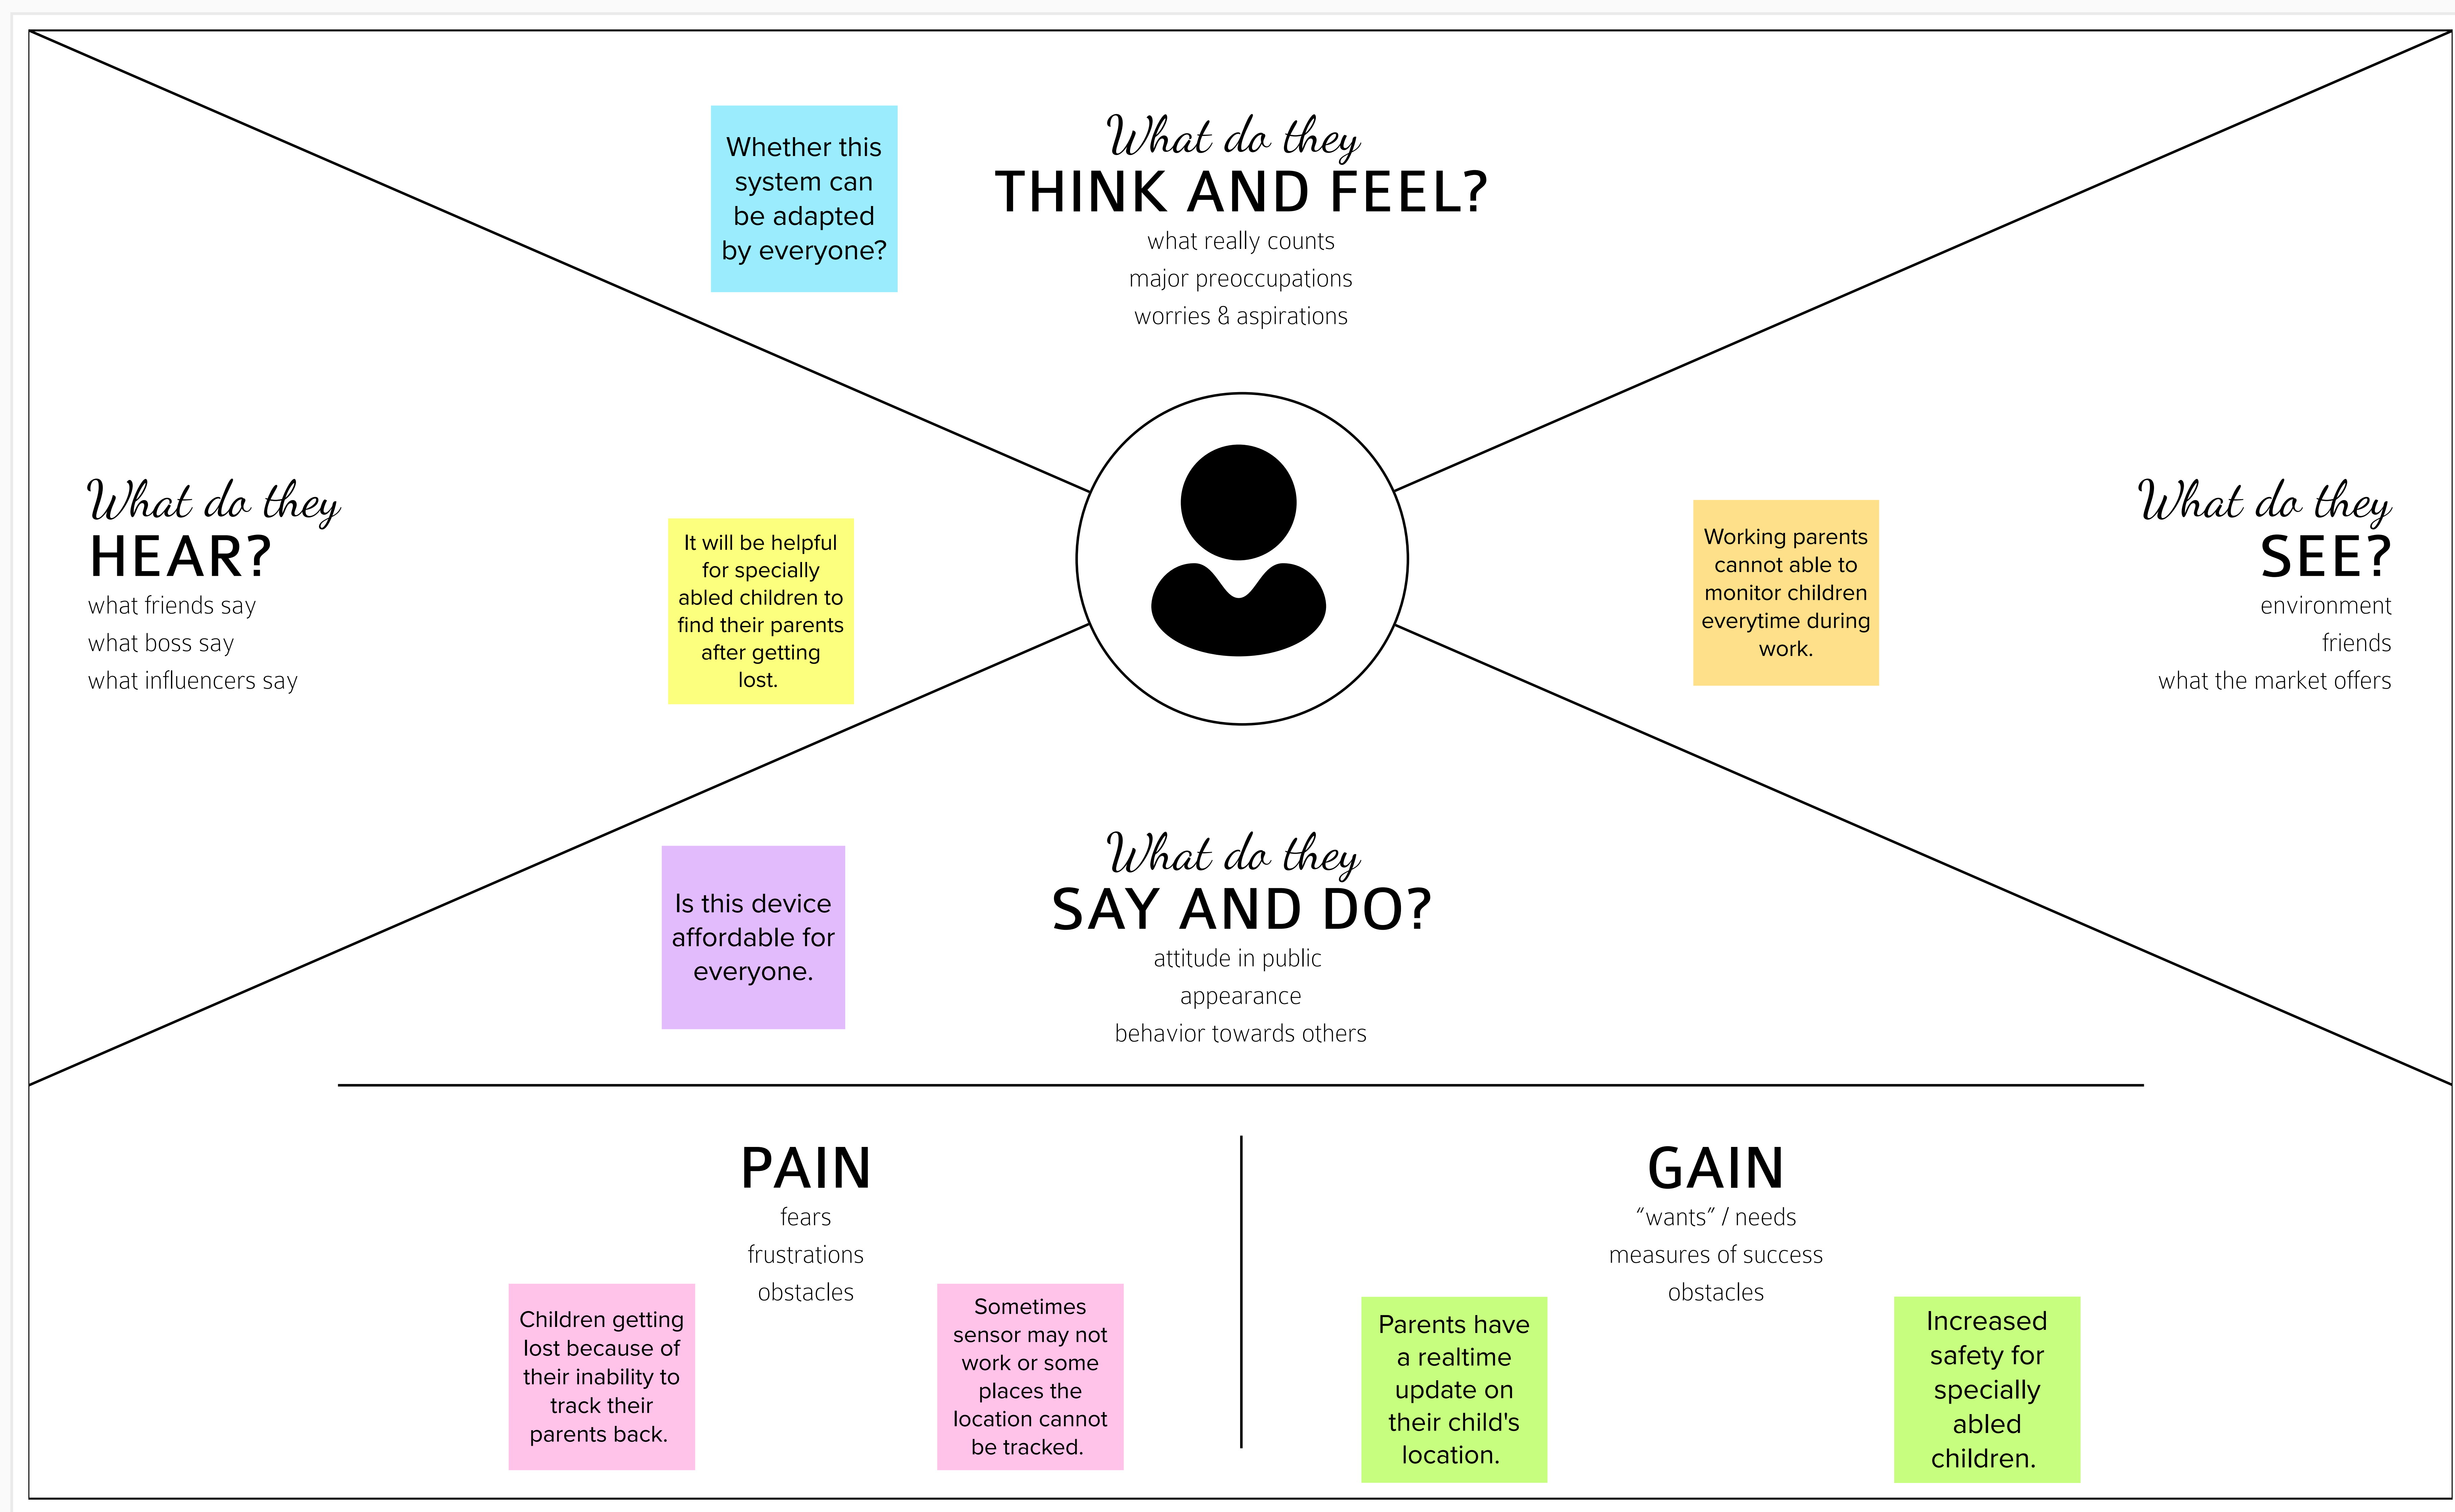 What do they
THINK AND FEEL?
what really counts
major preoccupations
worries & aspirations
Whether this
system can
be adapted
by everyone?
What do they
HEAR?
what friends say
what boss say
what influencers say
It will be helpful
for specially
abled children to
find their parents
after getting
lost.
Working parents
cannot able to
monitor children
everytime during
work.
What do they
SEE?
environment
friends
what the market offers
What do they
SAY AND DO?
attitude in public
appearance
behavior towards others
Is this device
affordable for
everyone.
PAIN
fears
frustrations
obstacles
Children getting
lost because of
their inability to
track their
parents back.
Sometimes
sensor may not
work or some
places the
location cannot
be tracked.
GAIN
“wants” / needs
measures of success
obstacles
Parents have
a realtime
update on
their child's
location.
Increased
safety for
specially
abled
children.